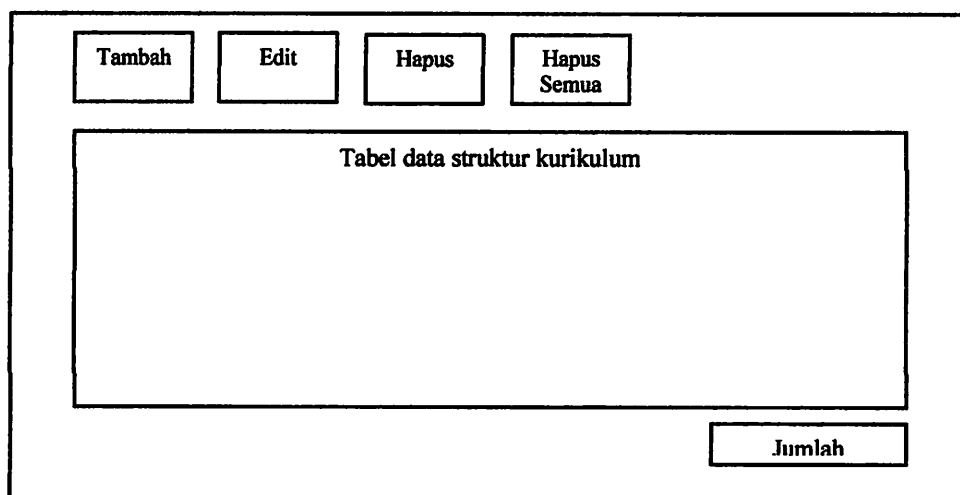 Tambah
Edit
Hapus
Hapus
Semua
Tabel data struktur kurikulum
Jumlah